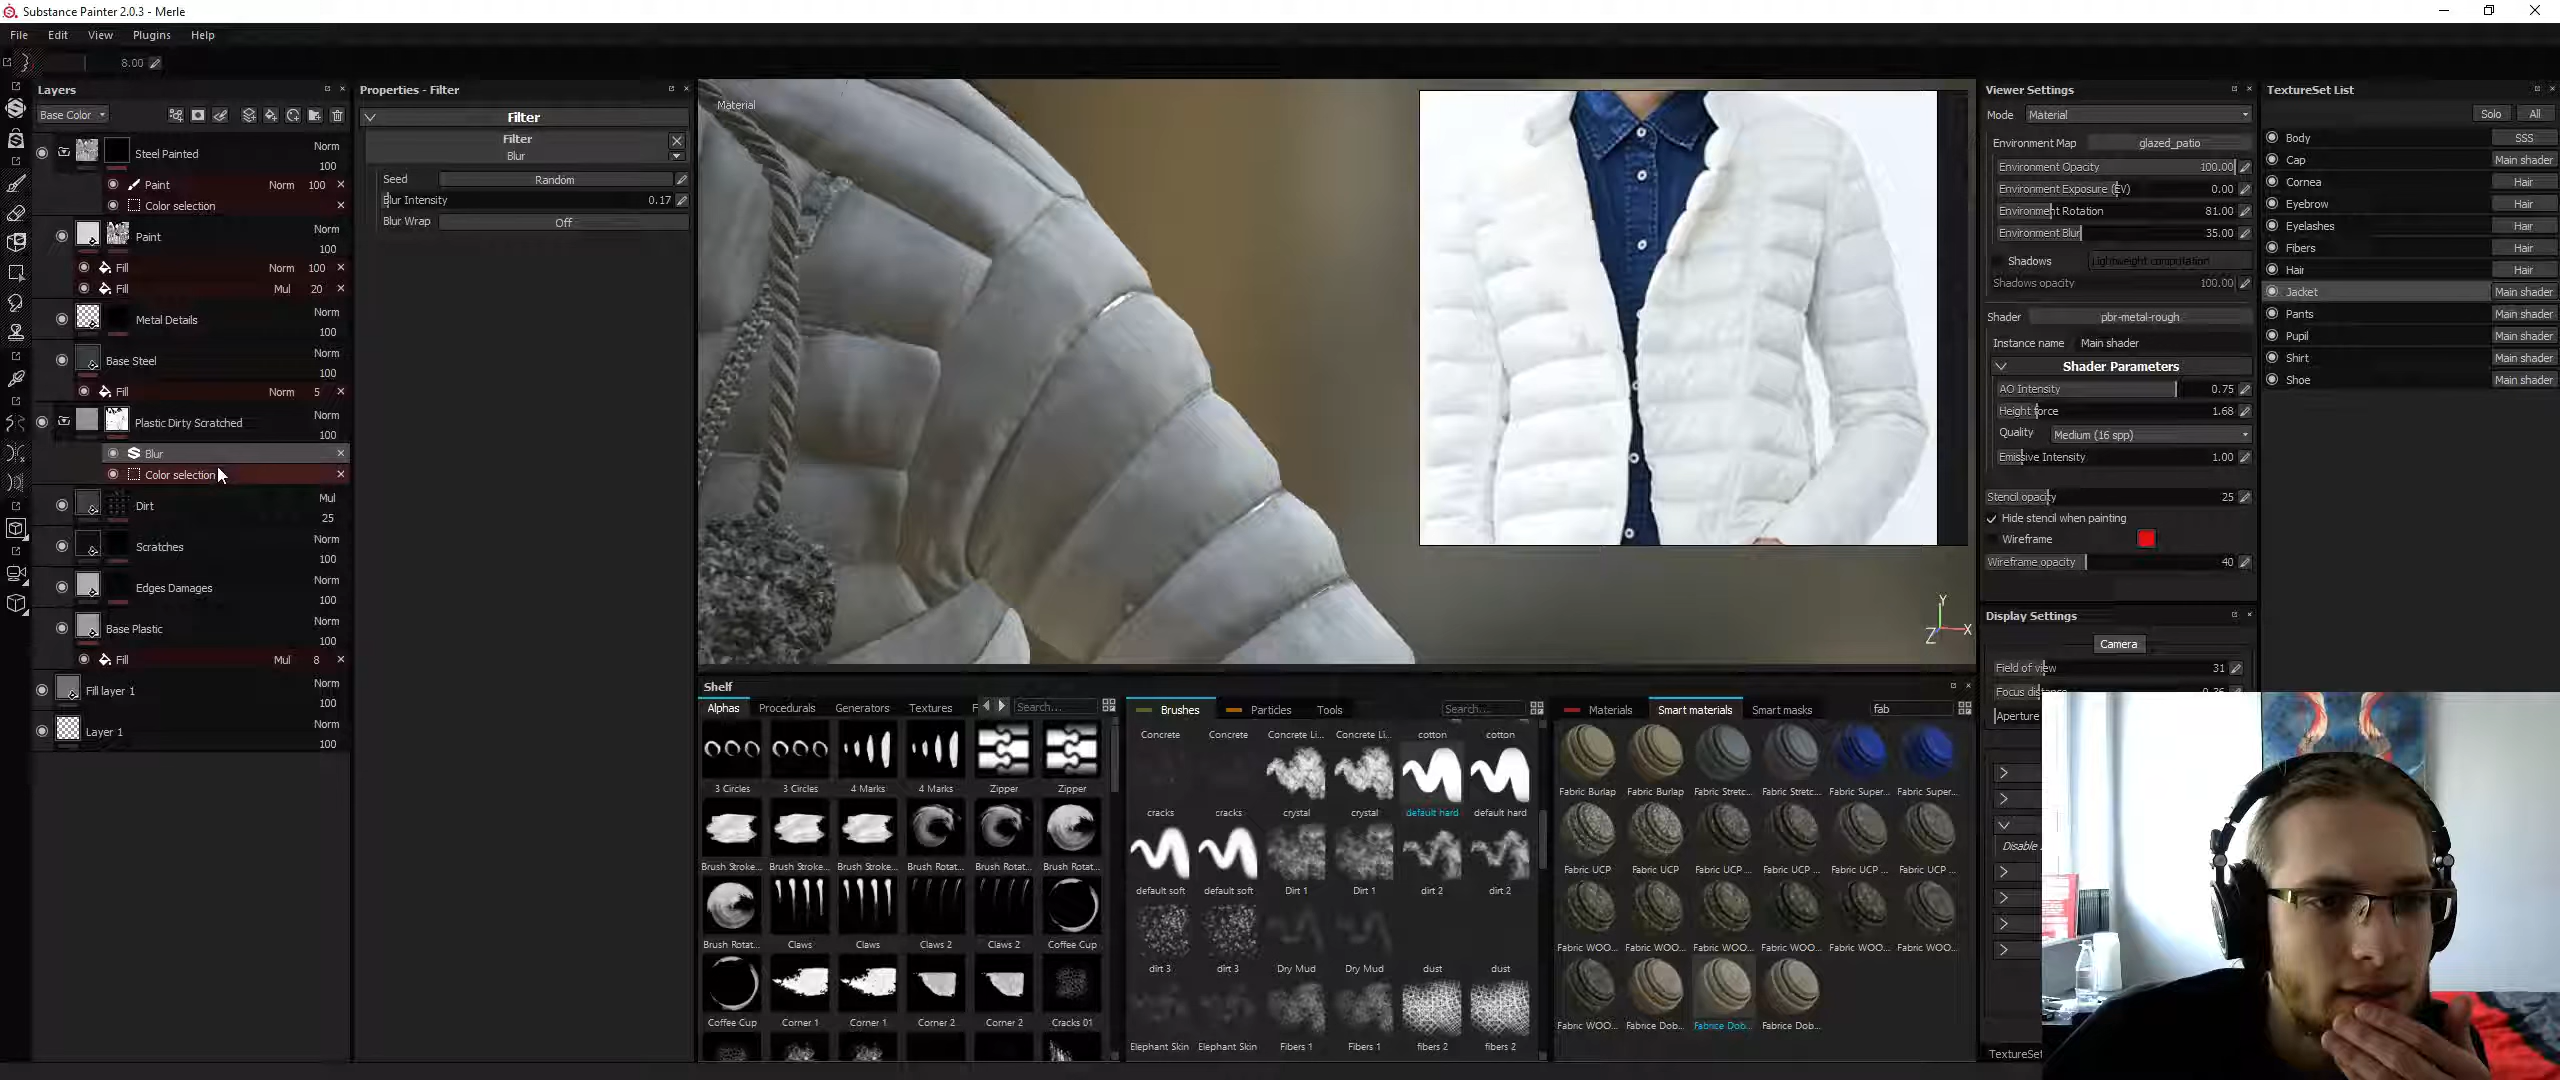 Substance Painter 2.0.3 - Merle
File Edit View Plugins Help
8.00
Layers
Base Color
Steel Painted Norm 100
Paint Norm 100
Color selection
Paint Norm 100
Fill Norm 100
Fill Mul 20
Metal Details Norm 100
Base Steel Norm 100
Fill Norm 5
Plastic Dirty Scratched Norm 100
Blur
Color selection
Dirt Mul 25
Scratches Norm 100
Edges Damages Norm 100
Base Plastic Norm 100
Fill Mul 8
Fill layer 1 Norm 100
Layer 1 Norm 100
Properties - Filter
Filter
Filter
Blur
Seed Random
Blur Intensity 0.17
Blur Wrap Off
Material
Y
Z X
Shelf
Alphas Procedurals Generators Textures F Search...
3 Circles 3 Circles 4 Marks 4 Marks Zipper Zipper
Brush Stroke... Brush Stroke... Brush Stroke... Brush Rotat... Brush Rotat... Brush Rotat...
Brush Rotat... Claws Claws Claws 2 Claws 2 Coffee Cup
Coffee Cup Corner 1 Corner 1 Corner 2 Corner 2 Cracks 01
Brushes Particles Tools Search...
Concrete Concrete Concrete Li... Concrete Li... cotton cotton
cracks cracks crystal crystal default hard default hard
default soft default soft Dirt 1 Dirt 1 dirt 2 dirt 2
dirt 3 dirt 3 Dry Mud Dry Mud dust dust
Elephant Skin Elephant Skin Fibers 1 Fibers 1 fibers 2 fibers 2
Materials Smart materials Smart masks fab
Fabric Burlap Fabric Burlap Fabric Stretc... Fabric Stretc... Fabric Super... Fabric Super...
Fabric UCP Fabric UCP Fabric UCP ... Fabric UCP ... Fabric UCP ... Fabric UCP ...
Fabric WOO... Fabric WOO... Fabric WOO... Fabric WOO... Fabric WOO... Fabric WOO...
Fabric WOO... Fabrice Dob... Fabrice Dob... Fabrice Dob...
Viewer Settings
Mode Material
Environment Map glazed_patio
Environment Opacity 100.00
Environment Exposure (EV) 0.00
Environment Rotation 81.00
Environment Blur 35.00
Shadows Lightweight computation
Shadows opacity 100.00
Shader pbr-metal-rough
Instance name Main shader
Shader Parameters
AO Intensity 0.75
Height force 1.68
Quality Medium (16 spp)
Emissive Intensity 1.00
Stencil opacity 25
Hide stencil when painting
Wireframe
Wireframe opacity 40
Display Settings
Camera
Field of view 31
Focus
Aperture
Disable
TextureSet
TextureSet List
Solo All
Body SSS
Cap Main shader
Cornea Hair
Eyebrow Hair
Eyelashes Hair
Fibers Hair
Hair Hair
Jacket Main shader
Pants Main shader
Pupil Main shader
Shirt Main shader
Shoe Main shader